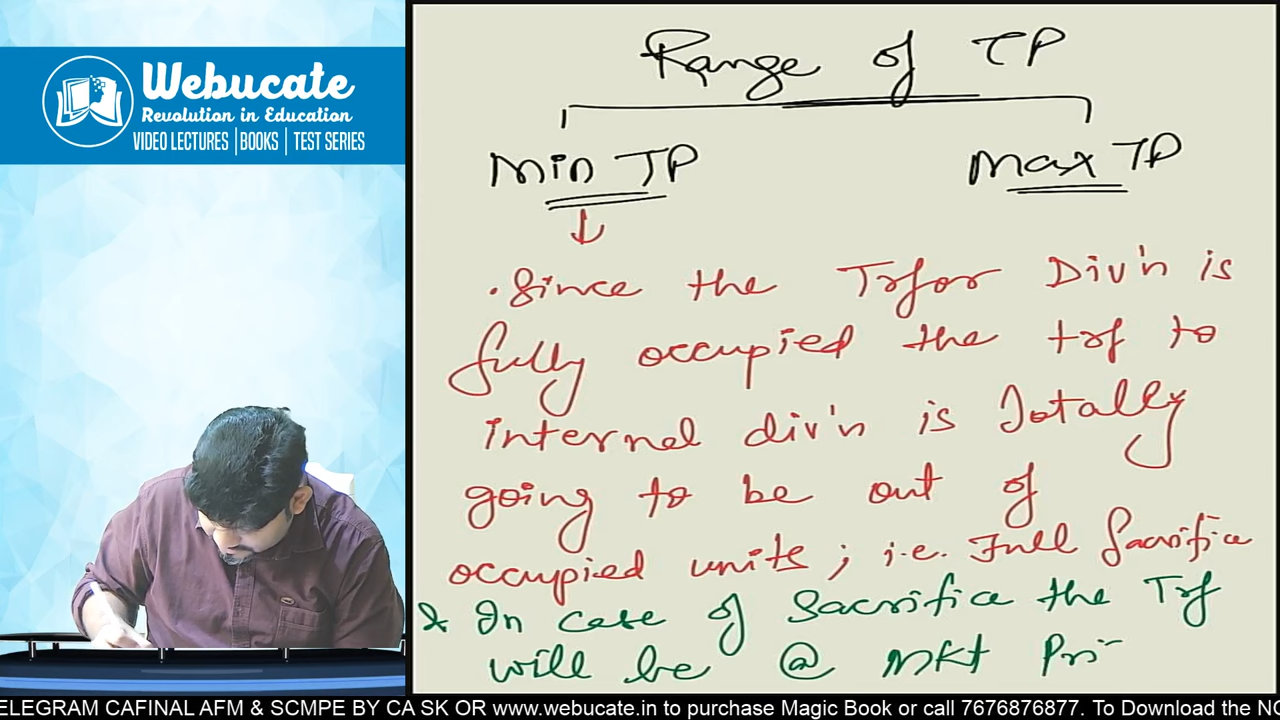 Webucate
Revolution in Education
VIDEO LECTURES | BOOKS | TEST SERIES
Range of TP
Min TP
Max TP
. Since the Trfor Div'n is
fully occupied the trf to
internal div'n is Totally
going to be out of
occupied units ; i.e. Full Sacrifice
& In case of Sacrifice the Trf
will be @ Mkt Pri
ELEGRAM CAFINAL AFM & SCMPE BY CA SK OR www.webucate.in to purchase Magic Book or call 7676876877. To Download the NO